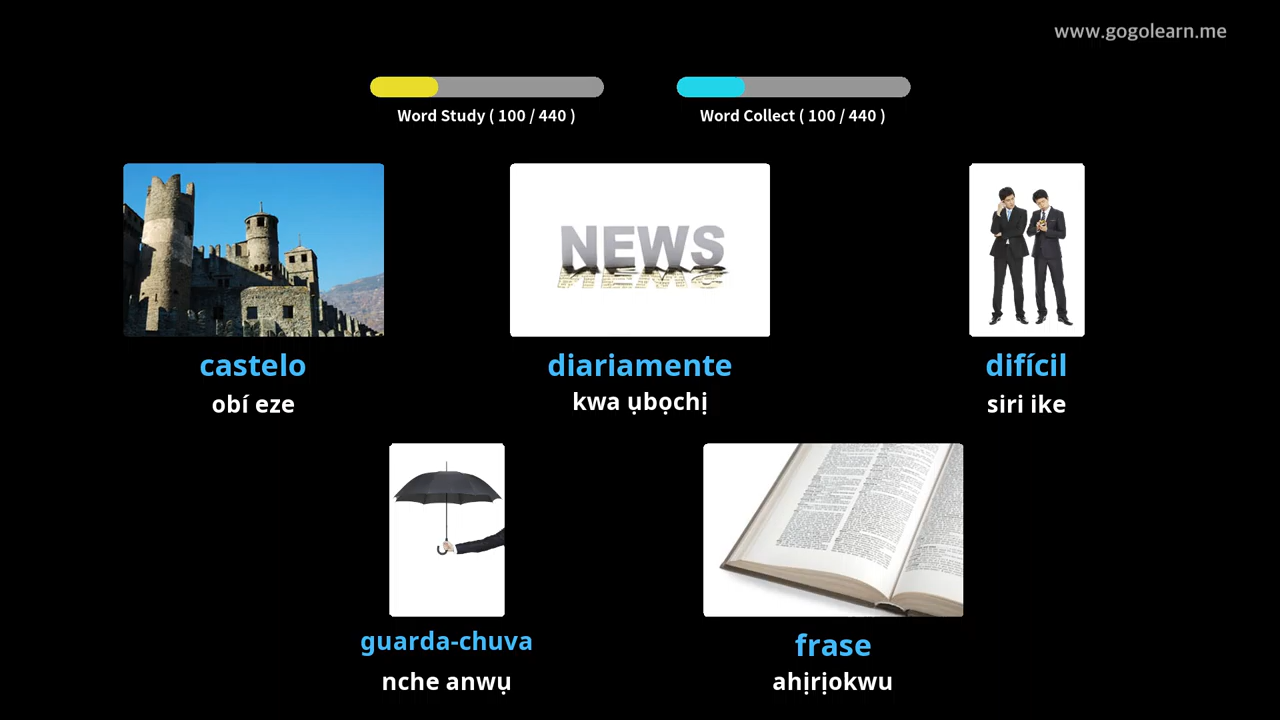 www.gogolearn.me
Word Study ( 100 / 440 )
Word Collect ( 100 / 440 )
NEWS
castelo
obí eze
diariamente
kwa ụbọchị
difícil
siri ike
guarda-chuva
nche anwụ
frase
ahịrịokwu